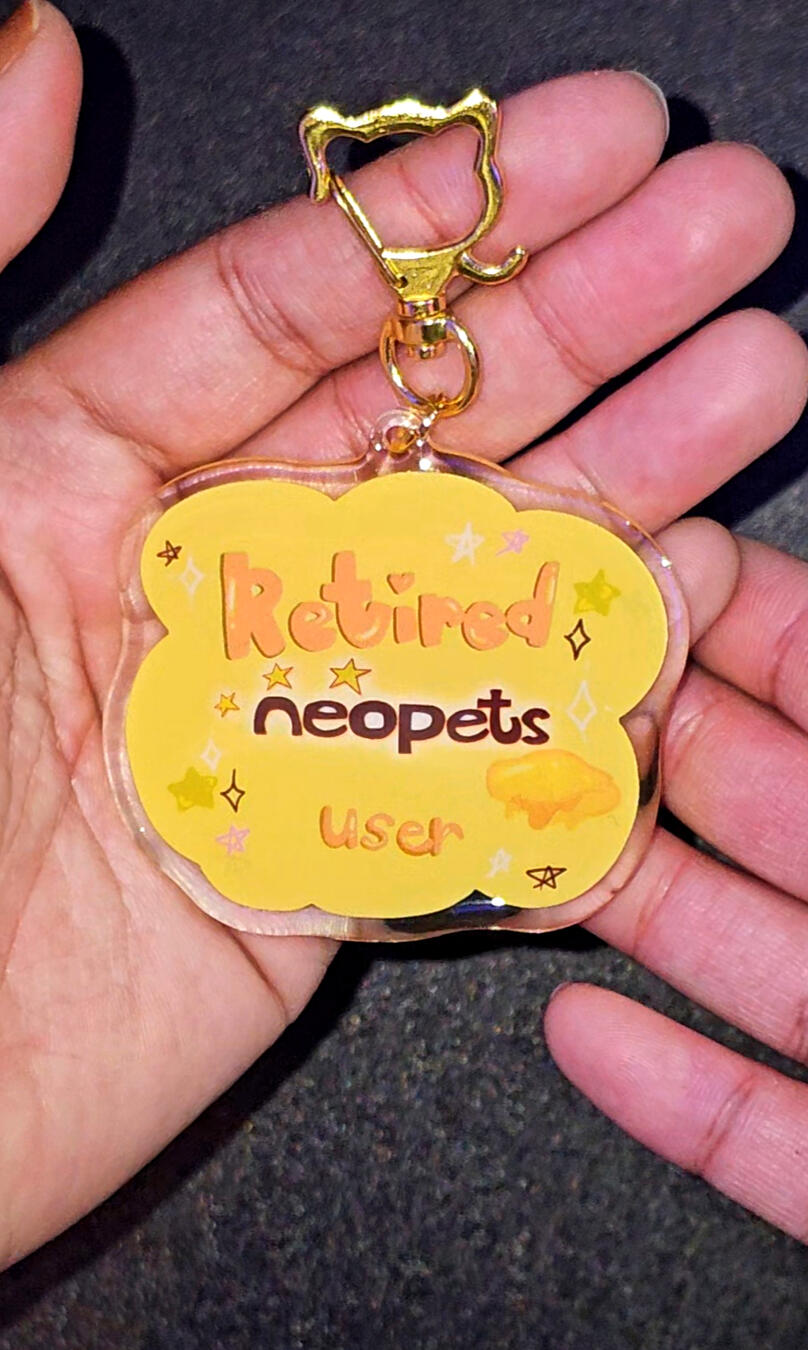 Retired
neopets
user